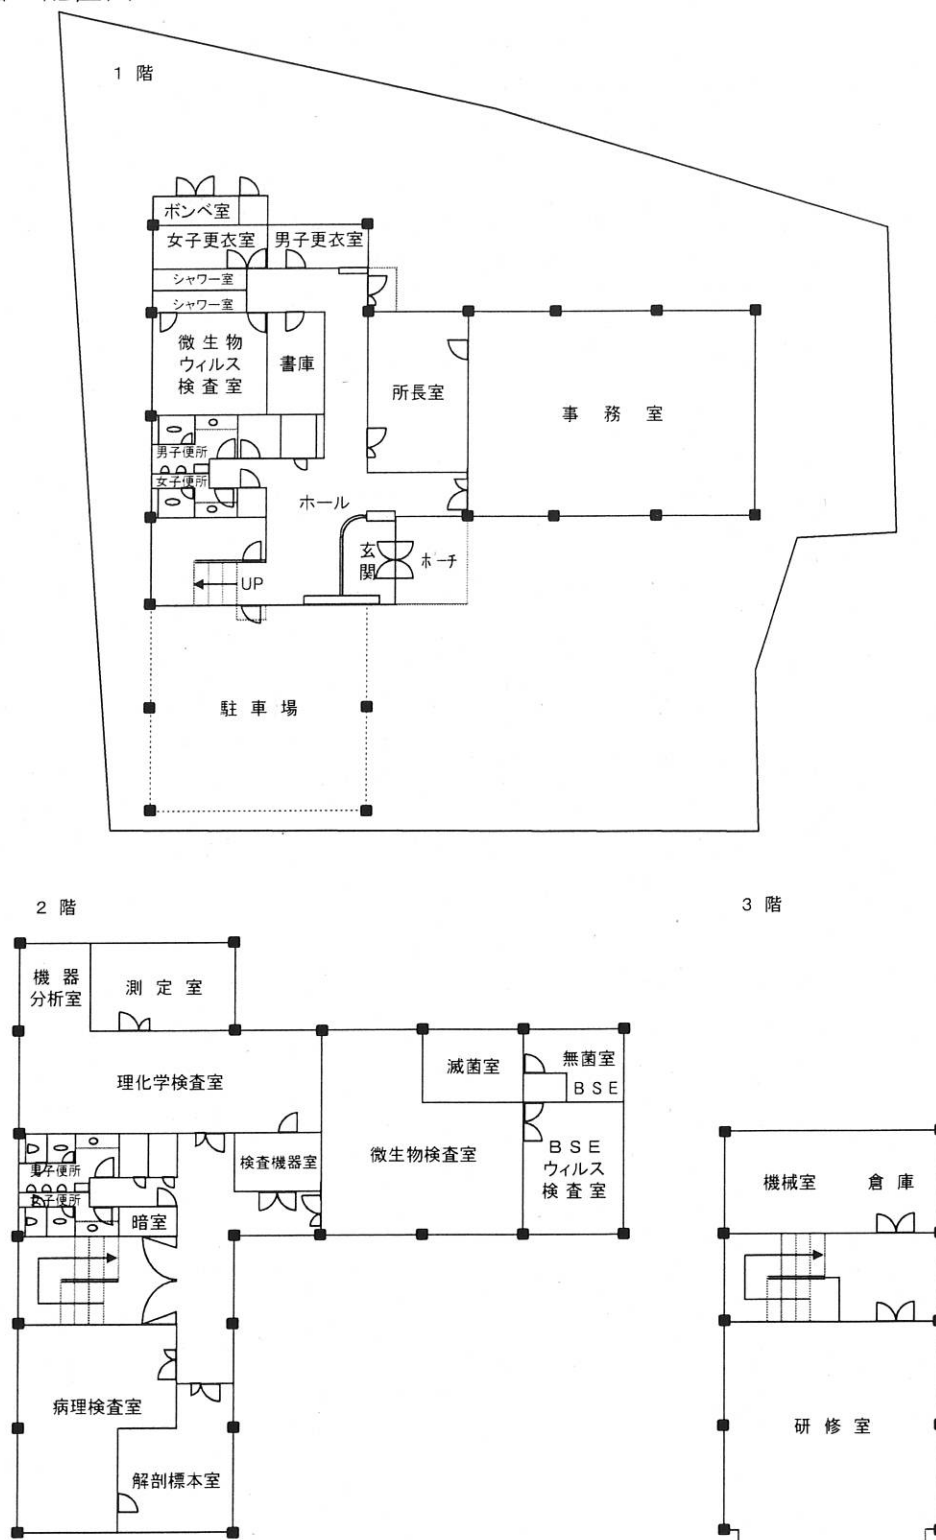 1 階
ボンベ室
女子更衣室
男子更衣室
シャワー室
シャワー室
微 生 物
ウィルス
検 査 室
書庫
所長室
事 務 室
男子便所
女子便所
ホール
玄
関
ホーチ
UP
駐 車 場
2 階
3 階
機 器
分析室
測 定 室
理化学検査室
滅菌室
無菌室
BSE
検査機器室
微生物検査室
BSE
ウィルス
検 査 室
男子便所
女子便所
暗室
機械室
倉 庫
病理検査室
解剖標本室
研 修 室